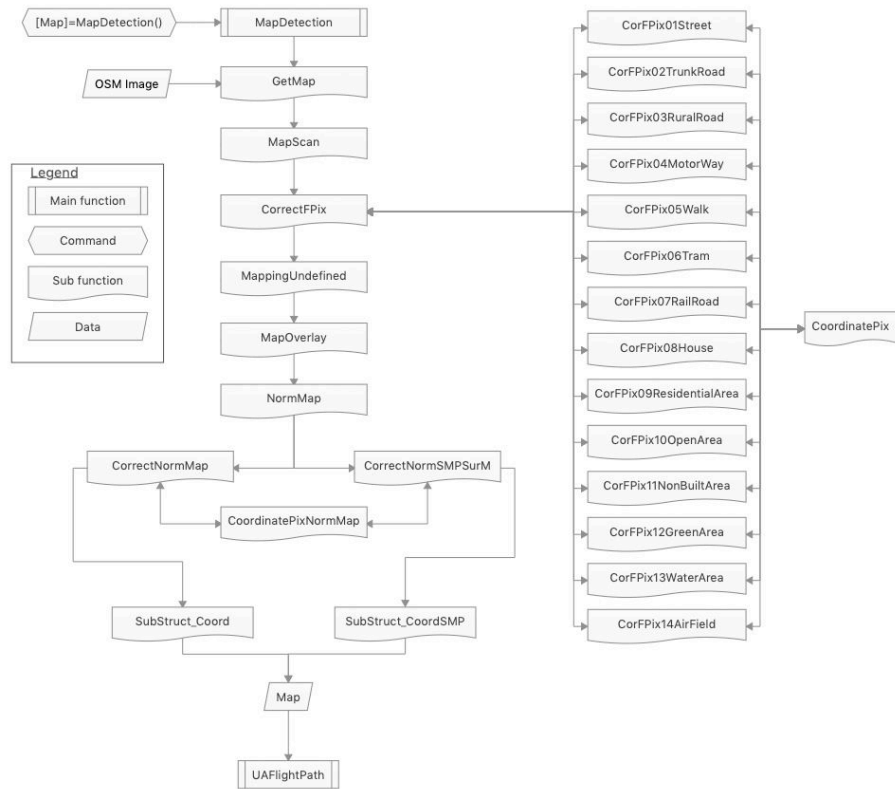 [Map]=MapDetection()
MapDetection
OSM Image
GetMap
MapScan
CorrectFPix
MappingUndefined
MapOverlay
NormMap
CorrectNormMap
CorrectNormSMPSurM
CoordinatePixNormMap
SubStruct_Coord
SubStruct_CoordSMP
Map
UAFlightPath
Legend
Main function
Command
Sub function
Data
CorFPix01Street
CorFPix02TrunkRoad
CorFPix03RuralRoad
CorFPix04MotorWay
CorFPix05Walk
CorFPix06Tram
CorFPix07RailRoad
CorFPix08House
CorFPix09ResidentialArea
CorFPix10OpenArea
CorFPix11NonBuiltArea
CorFPix12GreenArea
CorFPix13WaterArea
CorFPix14AirField
CoordinatePix